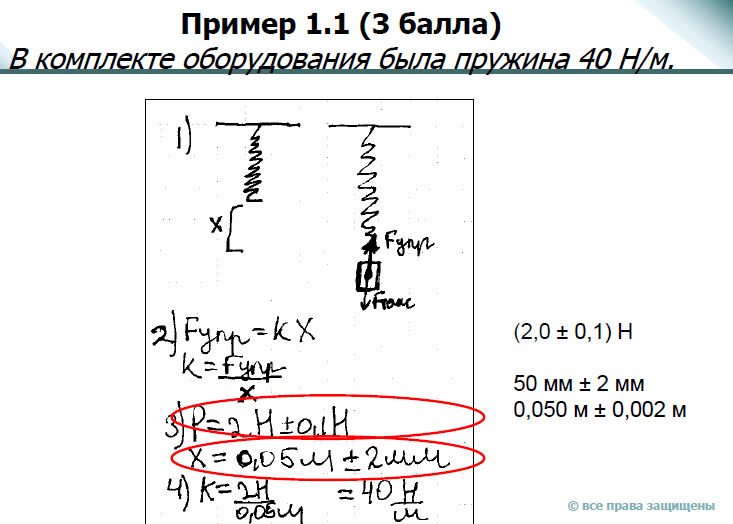 Пример 1.1 (3 балла)
В комплекте оборудования была пружина 40 Н/м.
1)
x
Fупр
Fтяж
2) Fупр = k x
k = Fупр
x
3) P = 2 Н ± 0,1 Н
x = 0,05 м ± 2 мм
4) k = 2Н = 40 Н
0,05м м
(2,0 ± 0,1) Н
50 мм ± 2 мм
0,050 м ± 0,002 м
© все права защищены